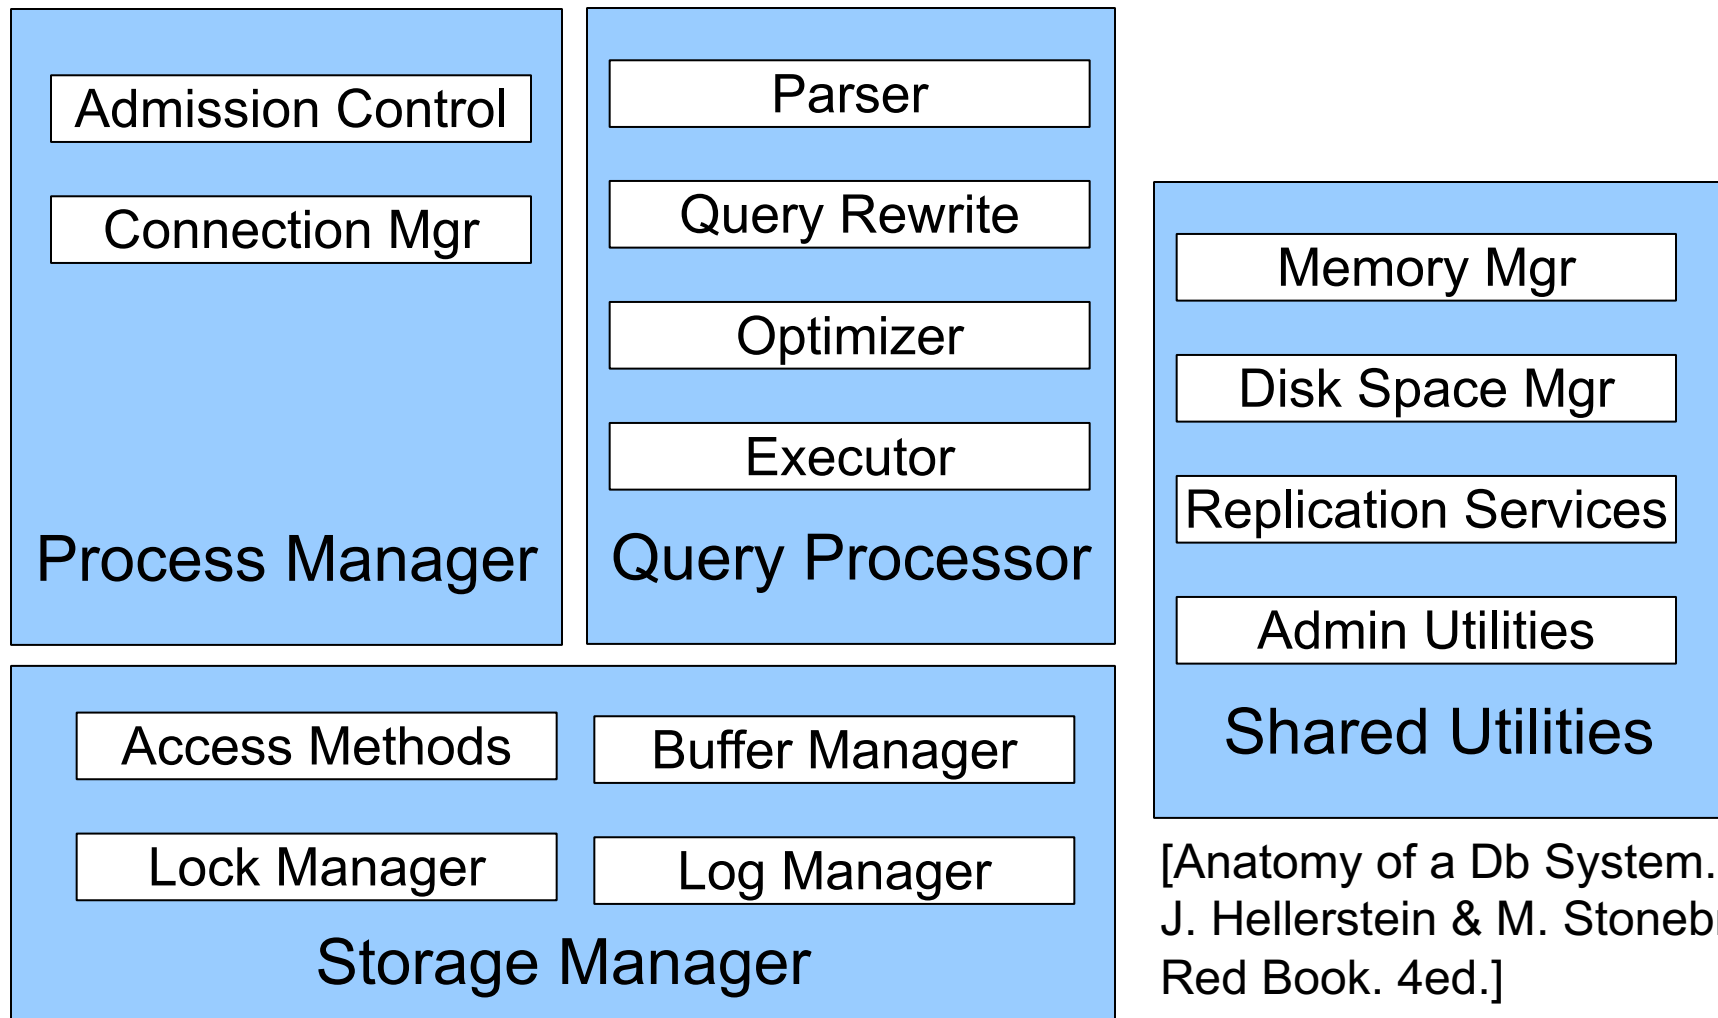 Admission Control
Connection Mgr
Process Manager
Parser
Query Rewrite
Optimizer
Executor
Query Processor
Memory Mgr
Disk Space Mgr
Replication Services
Admin Utilities
Shared Utilities
Access Methods
Buffer Manager
Lock Manager
Log Manager
Storage Manager
[Anatomy of a Db System.
J. Hellerstein & M.
Red Book. 4ed.]